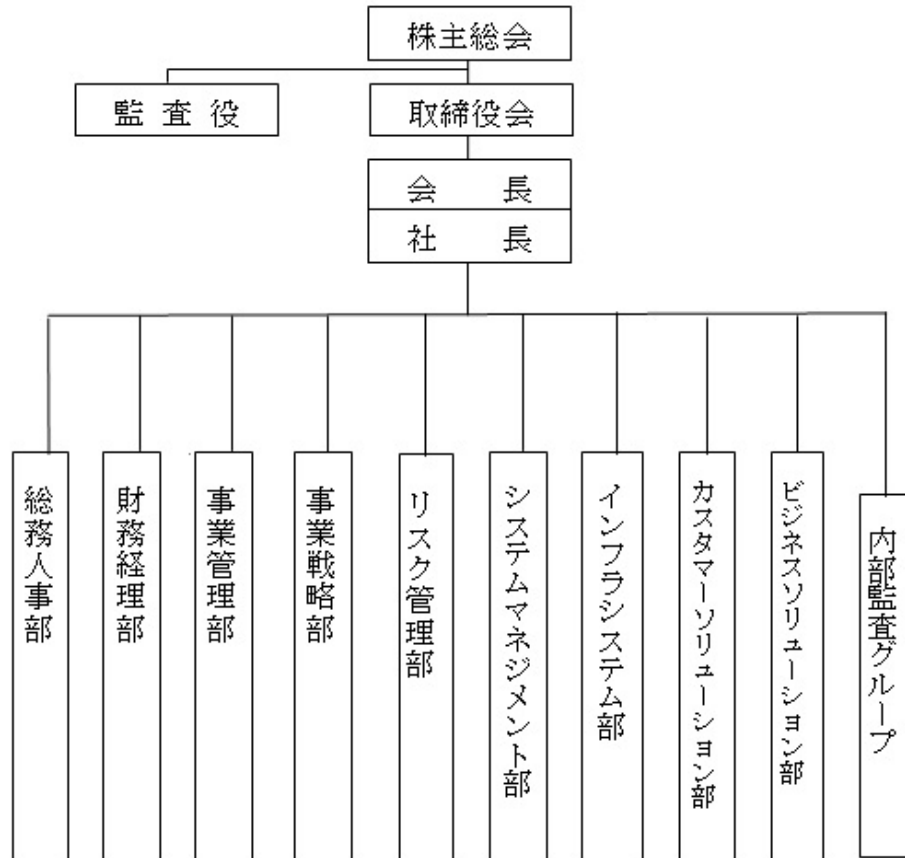 株主総会
監査役
取締役会
会長
社長
総務人事部
財務経理部
事業管理部
事業戦略部
リスク管理部
システムマネジメント部
インフラシステム部
カスタマーソリューション部
ビジネスソリューション部
内部監査グループ